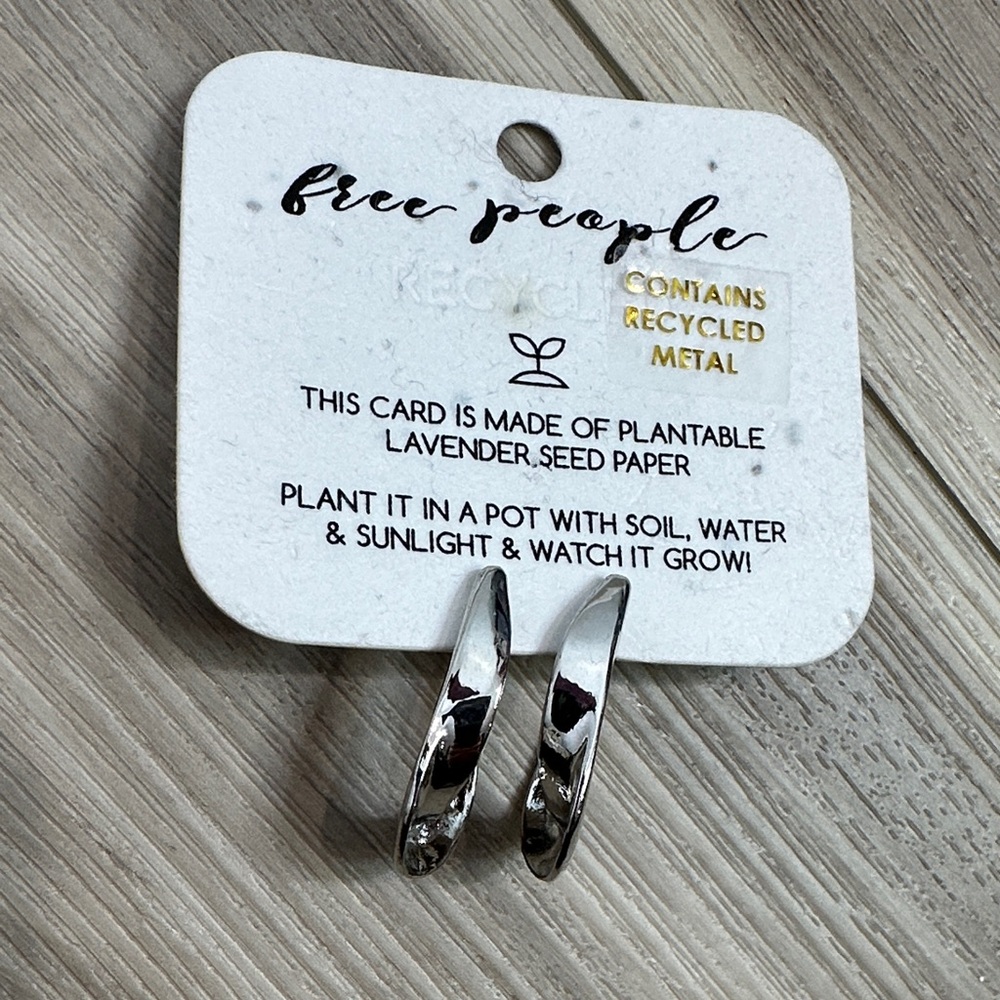 free people
RECYCL
CONTAINS
RECYCLED
METAL
THIS CARD IS MADE OF PLANTABLE
LAVENDER SEED PAPER
PLANT IT IN A POT WITH SOIL, WATER
& SUNLIGHT & WATCH IT GROW!